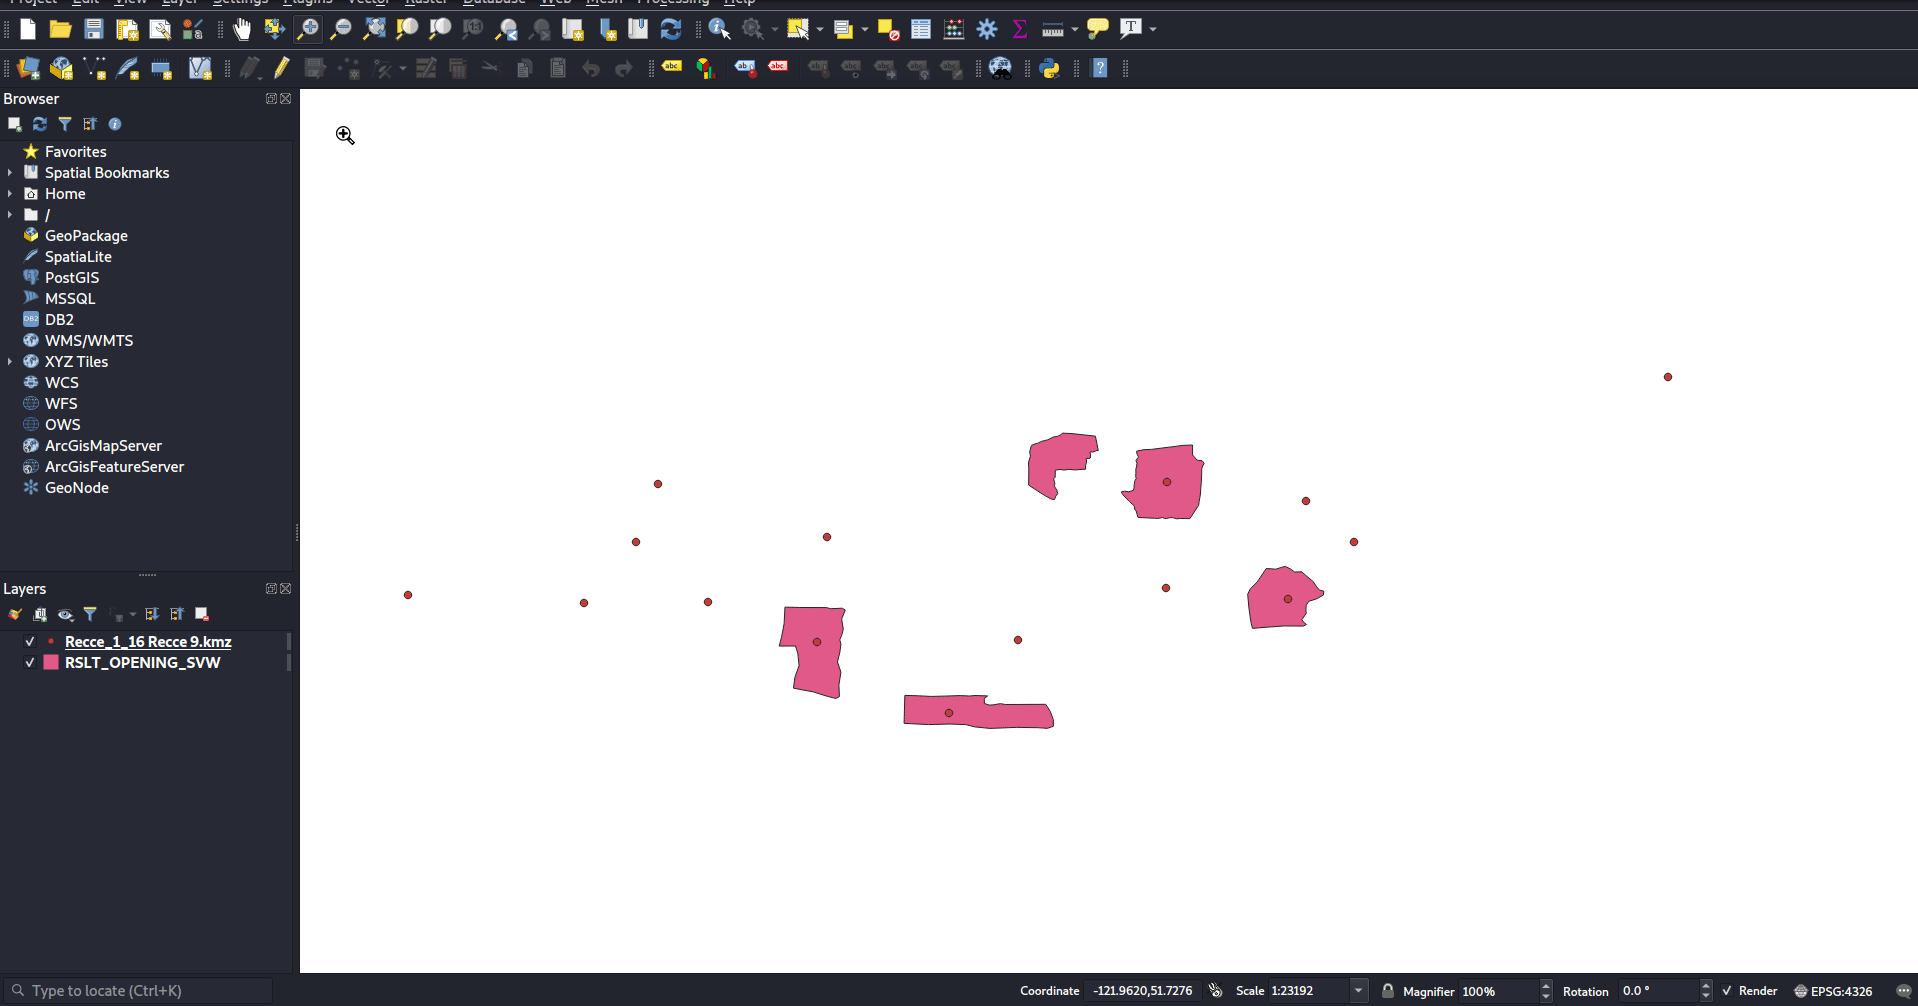 Project Edit View Layer Settings Plugins Vector Raster Database Web Mesh Processing Help
Browser
Favorites
Spatial Bookmarks
Home
/
GeoPackage
SpatiaLite
PostGIS
MSSQL
DB2
WMS/WMTS
XYZ Tiles
WCS
WFS
OWS
ArcGisMapServer
ArcGisFeatureServer
GeoNode
Layers
Recce_1_16 Recce 9.kmz
RSLT_OPENING_SVW
Type to locate (Ctrl+K)
Coordinate -121.9620,51.7276 Scale 1:23192 Magnifier 100% Rotation 0.0 ° Render EPSG:4326